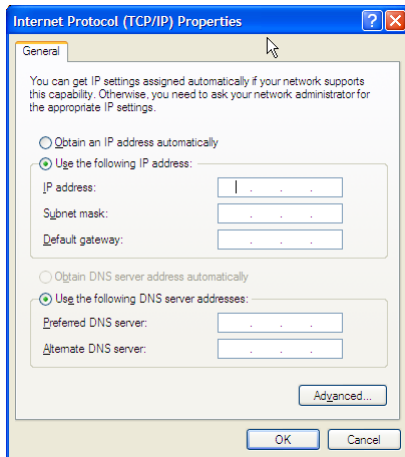 Internet Protocol (TCP/IP) Properties
General
You can get IP settings assigned automatically if your network supports
this capability. Otherwise, you need to ask your network administrator for
the appropriate IP settings.
Obtain an IP address automatically
Use the following IP address:
IP address:
Subnet mask:
Default gateway:
Obtain DNS server address automatically
Use the following DNS server addresses:
Preferred DNS server:
Alternate DNS server:
Advanced...
OK Cancel